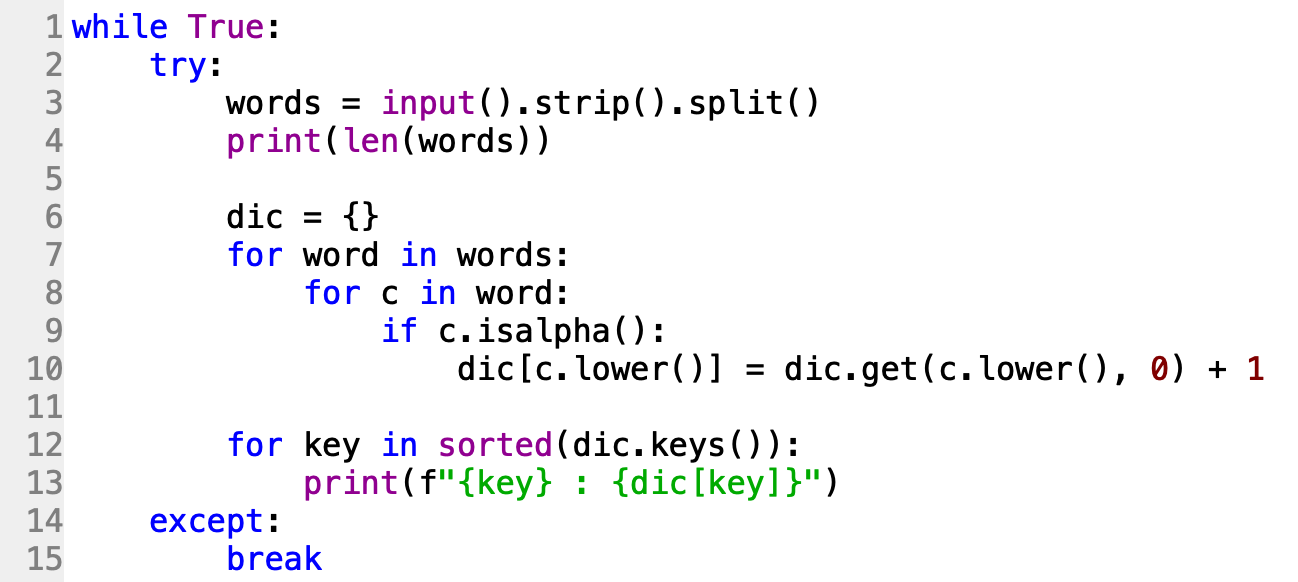 1 while True:
2     try:
3         words = input().strip().split()
4         print(len(words))
5
6         dic = {}
7         for word in words:
8             for c in word:
9                 if c.isalpha():
10                     dic[c.lower()] = dic.get(c.lower(), 0) + 1
11
12         for key in sorted(dic.keys()):
13             print(f"{key} : {dic[key]}")
14     except:
15         break